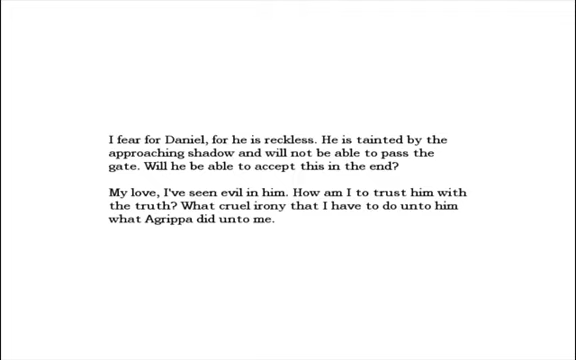 I fear for Daniel, for he is reckless. He is tainted by the
approaching shadow and will not be able to pass the
gate. Will he be able to accept this in the end?
My love, I've seen evil in him. How am I to trust him with
the truth? What cruel irony that I have to do unto him
what Agrippa did unto me.